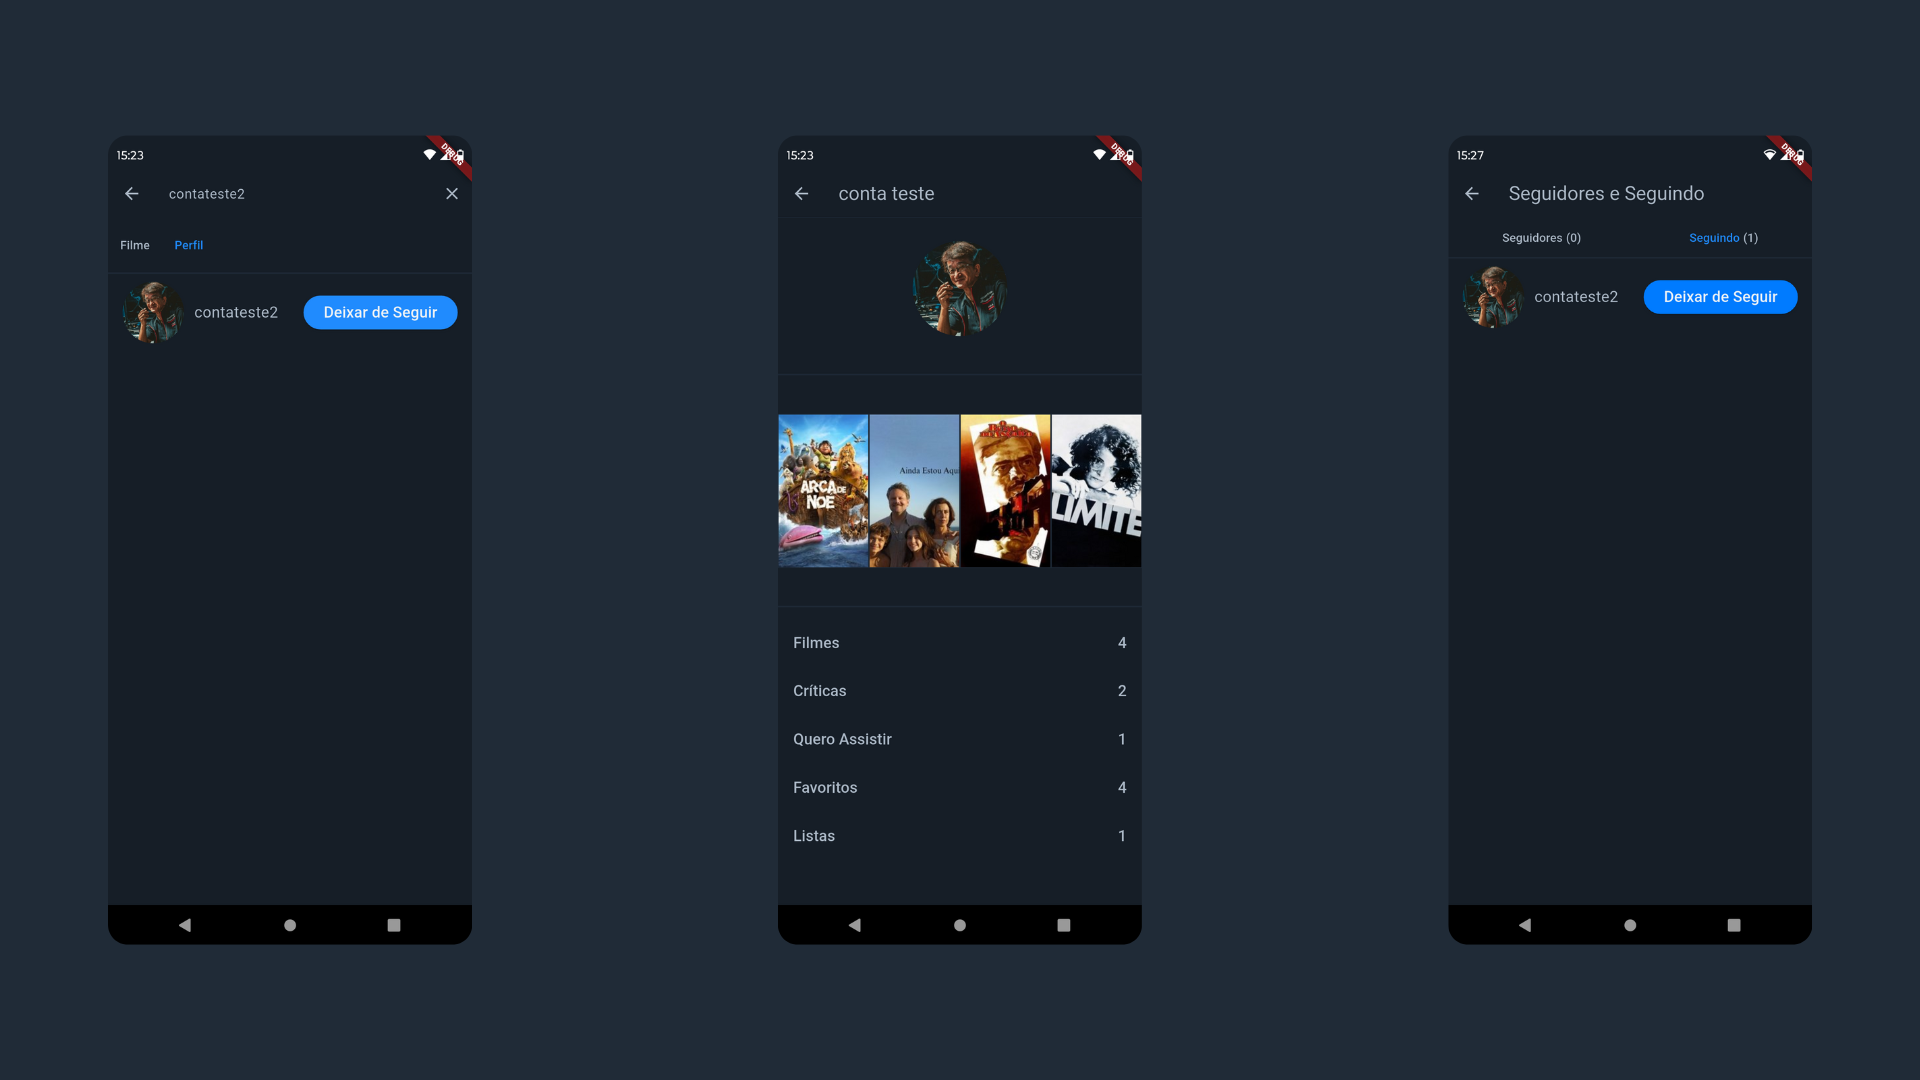 15:23
DEBUG
contateste2
Filme Perfil
contateste2 Deixar de Seguir
15:23
DEBUG
conta teste
ARCA DE NOÉ
Ainda Estou Aqui
LIMITE
Filmes 4
Críticas 2
Quero Assistir 1
Favoritos 4
Listas 1
15:27
DEBUG
Seguidores e Seguindo
Seguidores (0) Seguindo (1)
contateste2 Deixar de Seguir